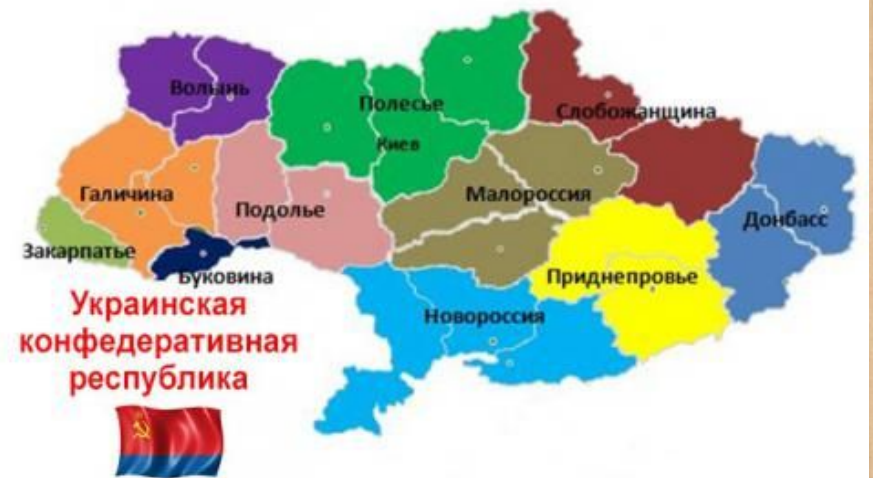 Волынь
Полесье
Слобожанщина
Киев
Галичина
Малороссия
Подолье
Донбасс
Закарпатье
Буковина
Приднепровье
Новороссия
Украинская
конфедеративная
республика